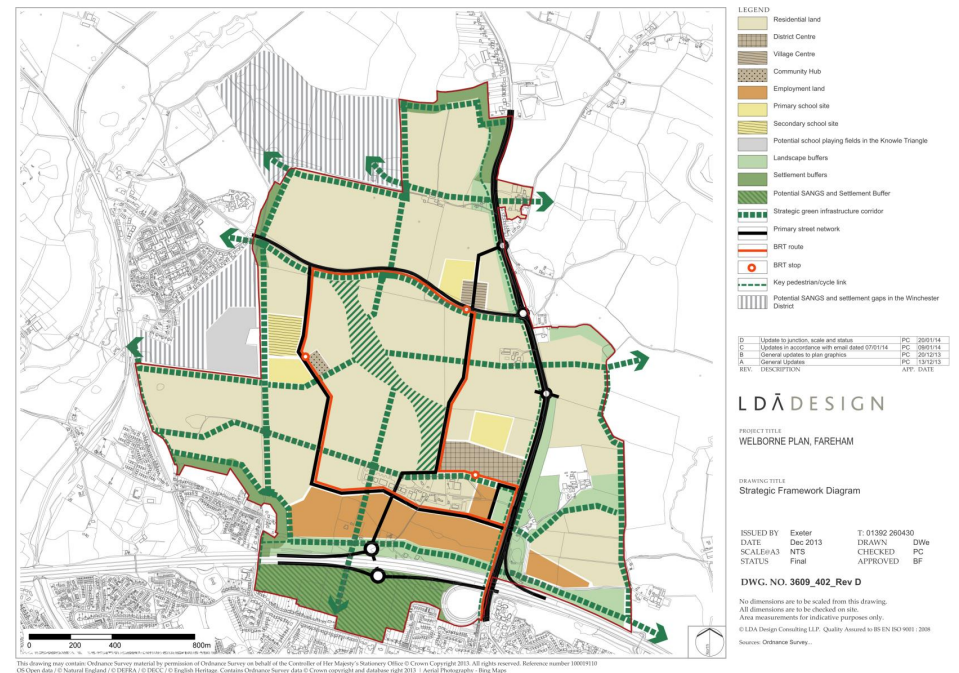 LEGEND
Residential land
District Centre
Village Centre
Community Hub
Employment land
Primary school site
Secondary school site
Potential school playing fields in the Knowle Triangle
Landscape buffers
Settlement buffers
Potential SANGS and Settlement Buffer
Strategic green infrastructure corridor
Primary street network
BRT route
BRT stop
Key pedestrian/cycle link
Potential SANGS and settlement gaps in the Winchester
District
D Update to junction, scale and status PC 20/01/14
C Updates in accordance with email dated 07/01/14 PC 09/01/14
B General updates to plan graphics PC 20/12/13
A General Updates PC 13/12/13
REV. DESCRIPTION APP. DATE
LDĀDESIGN
PROJECT TITLE
WELBORNE PLAN, FAREHAM
DRAWING TITLE
Strategic Framework Diagram
ISSUED BY Exeter T: 01392 260430
DATE Dec 2013 DRAWN DWe
SCALE@A3 NTS CHECKED PC
STATUS Final APPROVED BF
DWG. NO. 3609_402_Rev D
No dimensions are to be scaled from this drawing.
All dimensions are to be checked on site.
Area measurements for indicative purposes only.
© LDA Design Consulting LLP. Quality Assured to BS EN ISO 9001 : 2008
Sources: Ordnance Survey...
0 200 400 800m
This drawing may contain: Ordnance Survey material by permission of Ordnance Survey on behalf of the Controller of Her Majesty's Stationery Office © Crown Copyright 2013. All rights reserved. Reference number 100019110
OS Open data / © Natural England / © DEFRA / © DECC / © English Heritage. Contains Ordnance Survey data © Crown copyright and database right 2013 | Aerial Photography - Bing Maps